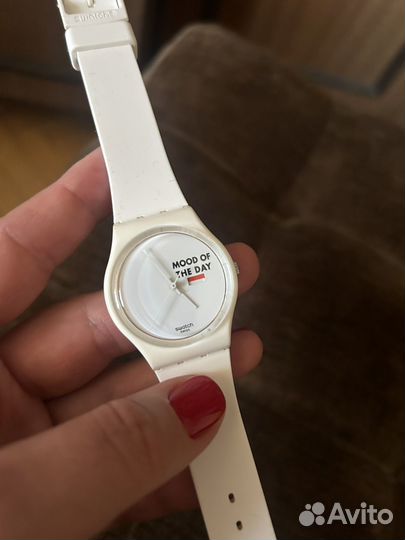 swatch
MOOD OF
THE DAY
swatch
SWISS
Avito